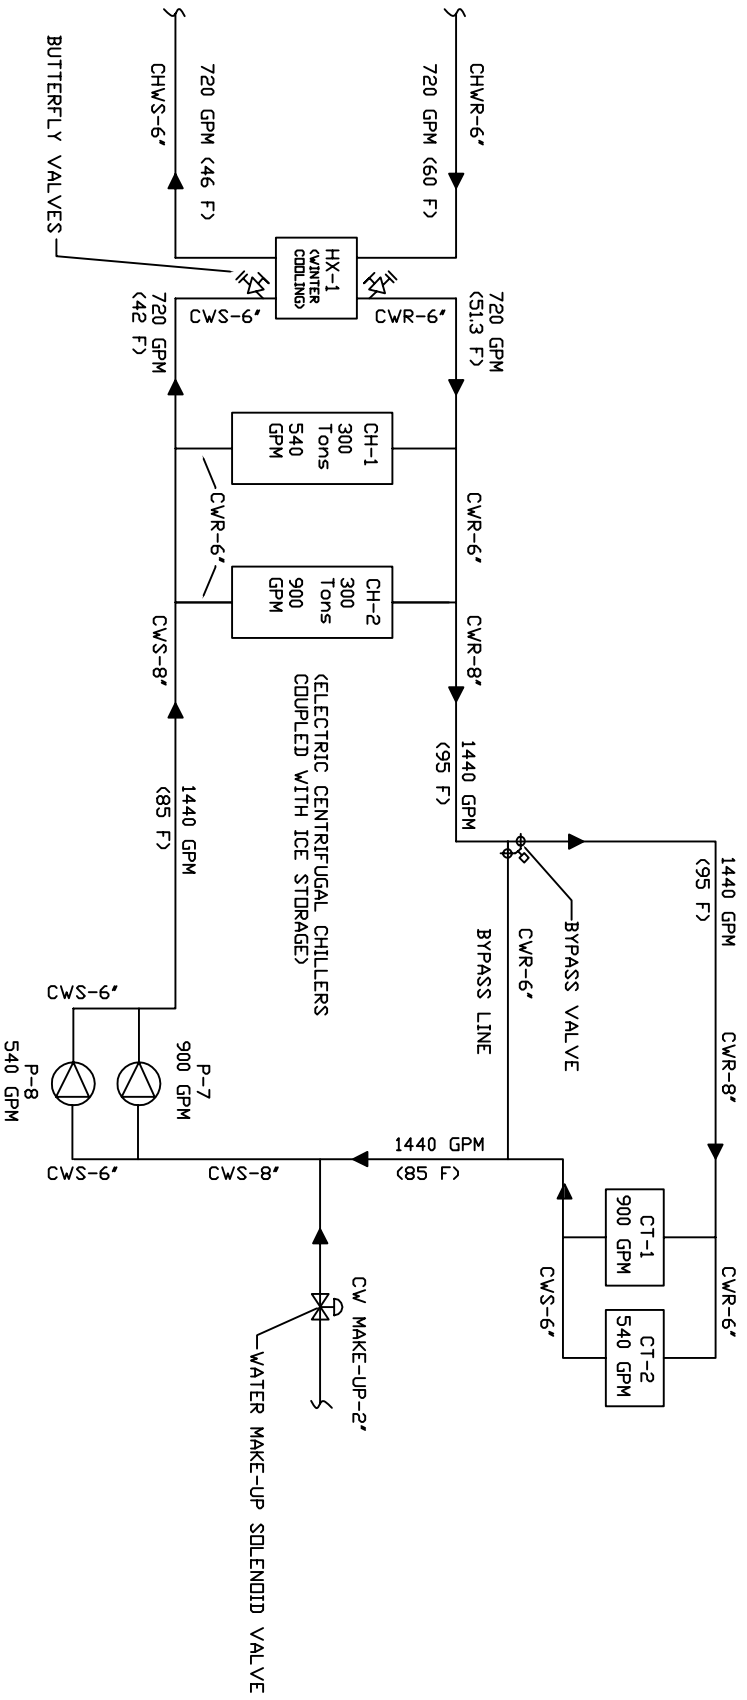 CHWR-6"
720 GPM (60 F)
720 GPM (46 F)
CHWS-6"
BUTTERFLY VALVES
HX-1
(WINTER
COOLING)
720 GPM
(51.3 F)
CWR-6"
CWS-6"
720 GPM
(42 F)
CH-1
300
Tons
540
GPM
CWR-6"
CWR-6"
CH-2
300
Tons
900
GPM
CWR-8"
CWS-8"
(ELECTRIC CENTRIFUGAL CHILLERS
COUPLED WITH ICE STORAGE)
1440 GPM
(95 F)
1440 GPM
(85 F)
1440 GPM
(95 F)
BYPASS VALVE
CWR-6"
BYPASS LINE
CWR-8"
CWS-6"
P-7
900 GPM
P-8
540 GPM
CWS-6"
CWS-8"
1440 GPM
(85 F)
CT-1
900 GPM
CWR-6"
CT-2
540 GPM
CWS-6"
CW MAKE-UP-2"
WATER MAKE-UP SOLENOID VALVE